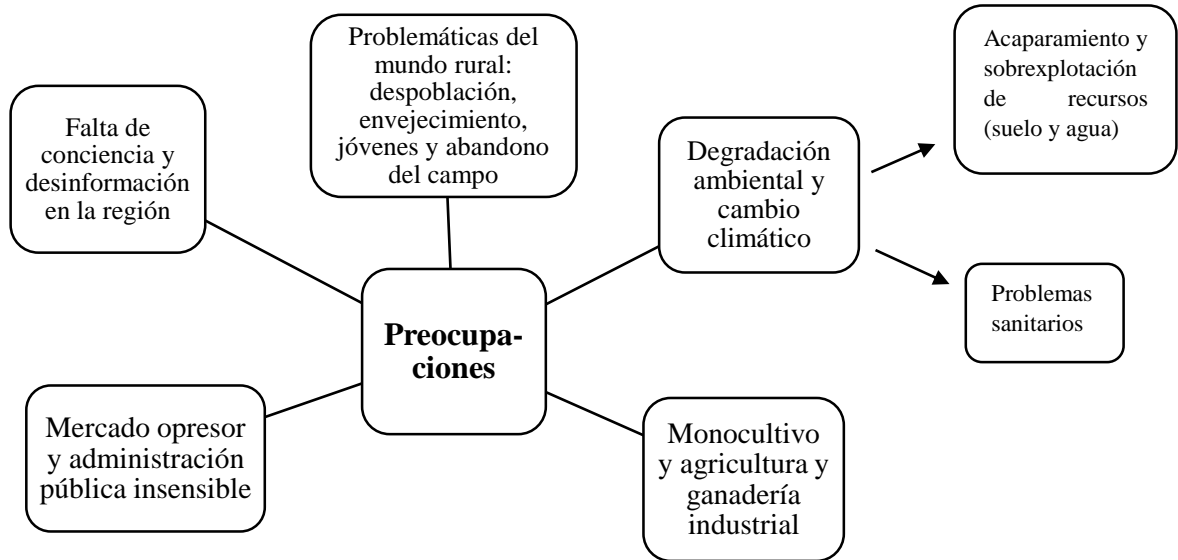 Problemáticas del
mundo rural:
despoblación,
envejecimiento,
jóvenes y abandono
del campo
Acaparamiento y
sobrexplotación
de recursos
(suelo y agua)
Falta de
conciencia y
desinformación
en la región
Degradación
ambiental y
cambio
climático
Problemas
sanitarios
Preocupa-
ciones
Mercado opresor
y administración
pública insensible
Monocultivo
y agricultura y
ganadería
industrial